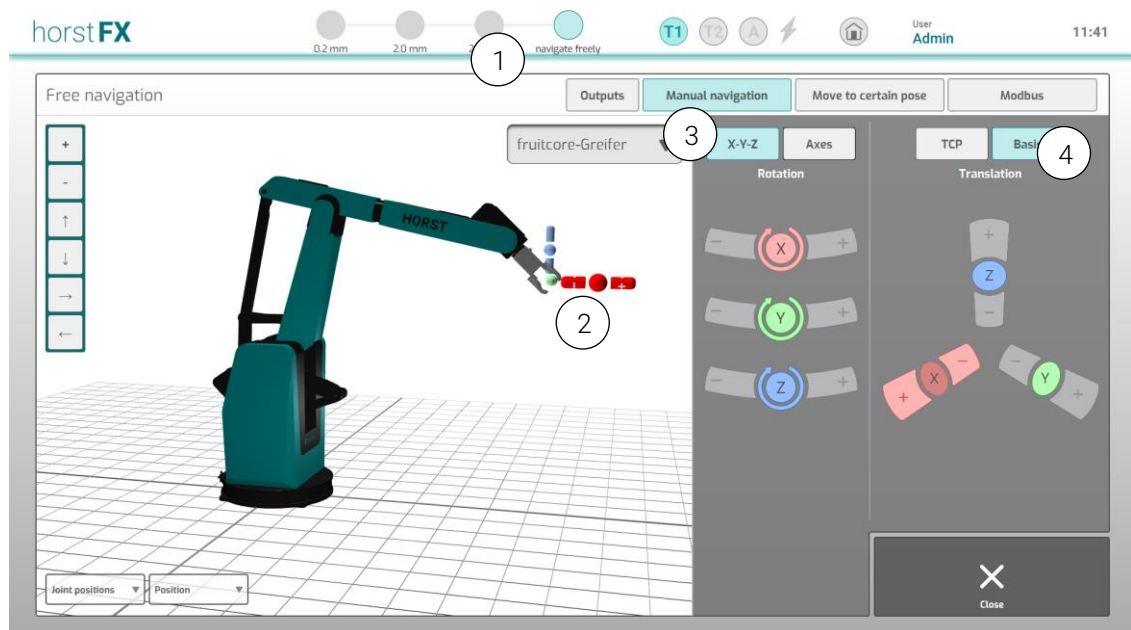 horstFX
0.2 mm
2.0 mm
navigate freely
T1
T2
A
User
Admin
11:41
1
Free navigation
Outputs
Manual navigation
Move to certain pose
Modbus
fruitcore-Greifer
3
X-Y-Z
Axes
TCP
4
Rotation
Translation
+
-
↑
↓
→
←
HORST
- +
2
- X +
- Y +
- Z +
+
Z
-
+ X -
- Y +
Joint positions
Position
Close